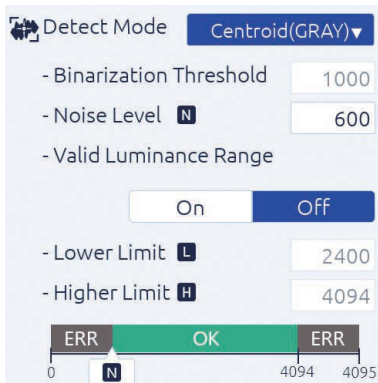 Detect Mode Centroid(GRAY)▼
- Binarization Threshold 1000
- Noise Level N 600
- Valid Luminance Range
On Off
- Lower Limit L 2400
- Higher Limit H 4094
ERR OK ERR
0 N 4094 4095